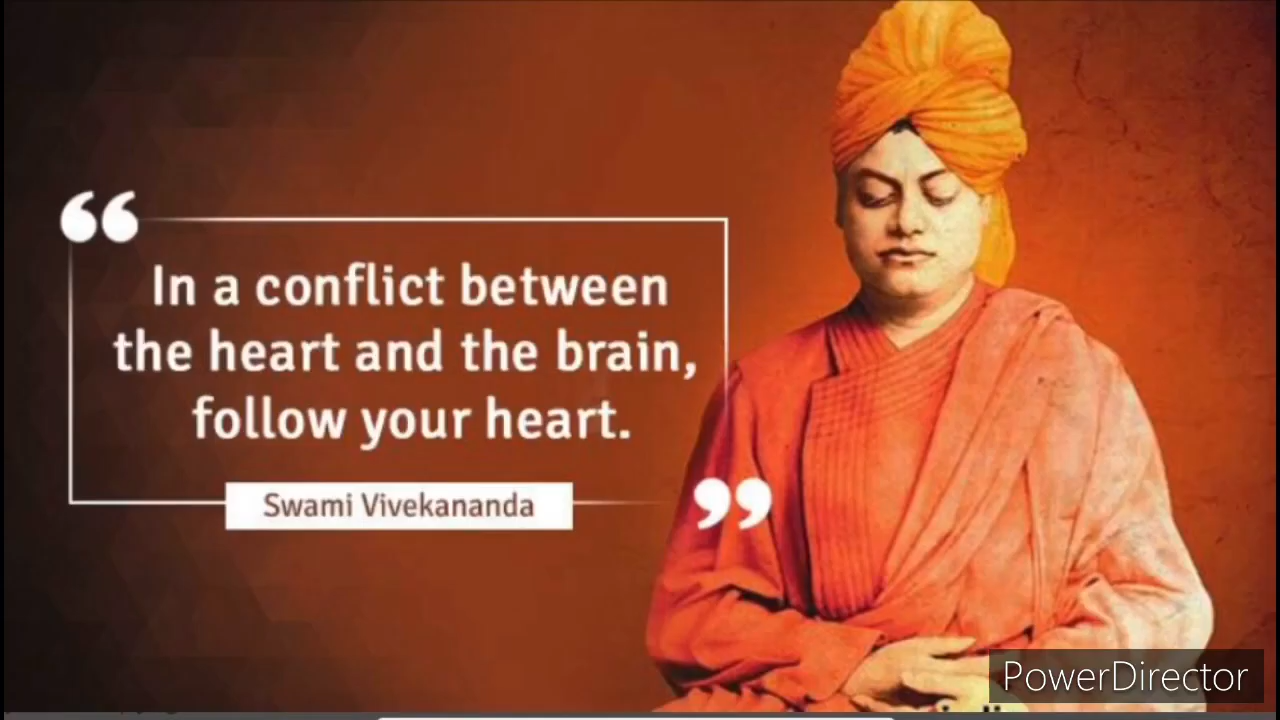 “
In a conflict between
the heart and the brain,
follow your heart.
Swami Vivekananda
”
PowerDirector